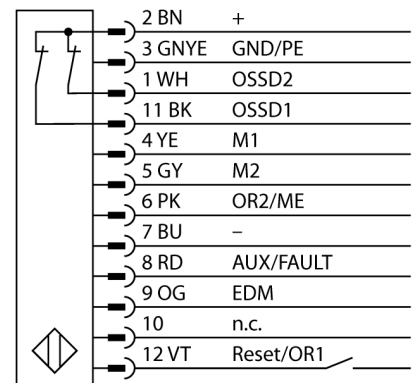 2 BN +
3 GNYE GND/PE
1 WH OSSD2
11 BK OSSD1
4 YE M1
5 GY M2
6 PK OR2/ME
7 BU –
8 RD AUX/FAULT
9 OG EDM
10 n.c.
12 VT Reset/OR1